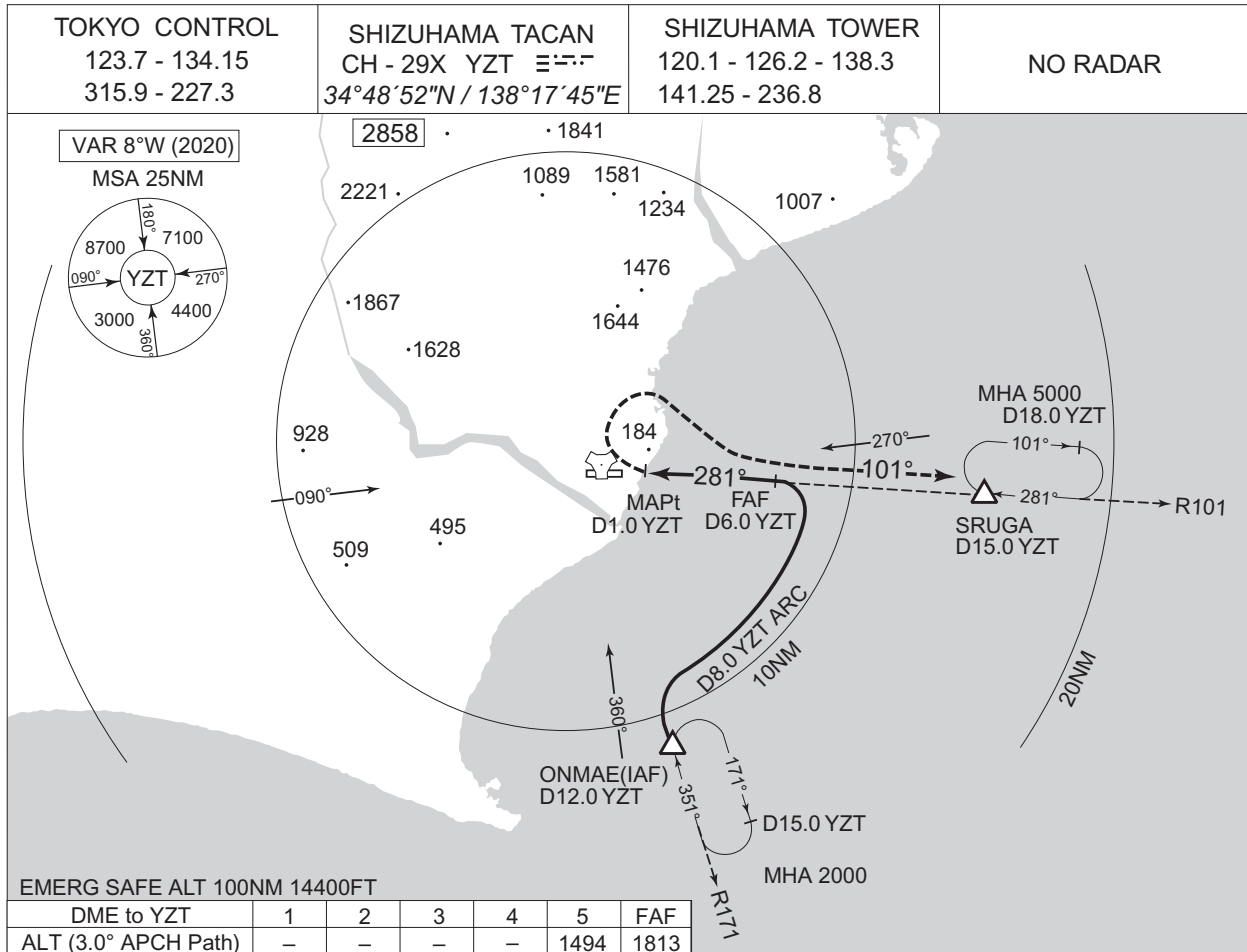 TOKYO CONTROL
123.7 - 134.15
315.9 - 227.3
SHIZUHAMA TACAN
CH - 29X YZT
34°48´52"N / 138°17´45"E
SHIZUHAMA TOWER
120.1 - 126.2 - 138.3
141.25 - 236.8
NO RADAR
VAR 8°W (2020)
MSA 25NM
180°
8700
7100
090°
YZT
270°
3000
4400
360°
2858
1841
2221
1089
1581
1234
1007
1476
1867
1644
1628
MHA 5000
D18.0 YZT
928
184
270°
101°
101°
281°
281°
R101
090°
MAPt
D1.0 YZT
FAF
D6.0 YZT
SRUGA
D15.0 YZT
495
509
D8.0 YZT ARC
10NM
20NM
360°
ONMAE(IAF)
D12.0 YZT
171°
351°
D15.0 YZT
MHA 2000
R171
EMERG SAFE ALT 100NM 14400FT
DME to YZT 1 2 3 4 5 FAF
ALT (3.0° APCH Path) – – – – 1494 1813